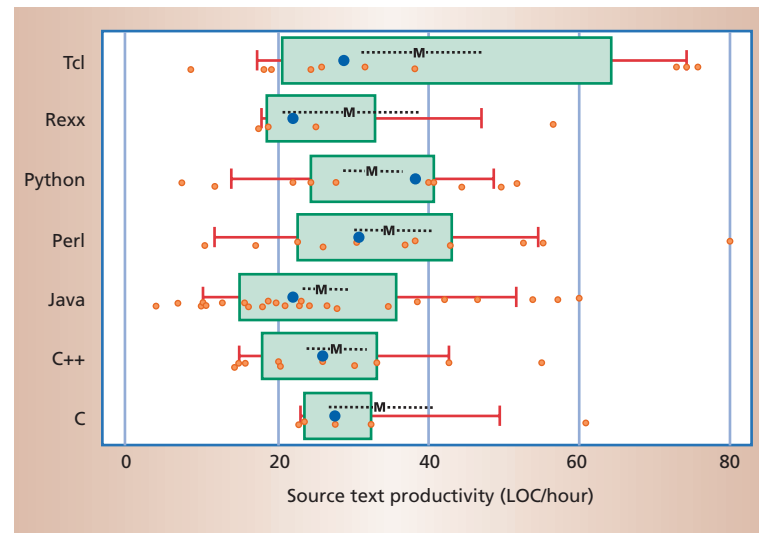 Tcl
M
Rexx
M
Python
M
Perl
M
Java
M
C++
M
C
M
0 20 40 60 80
Source text productivity (LOC/hour)